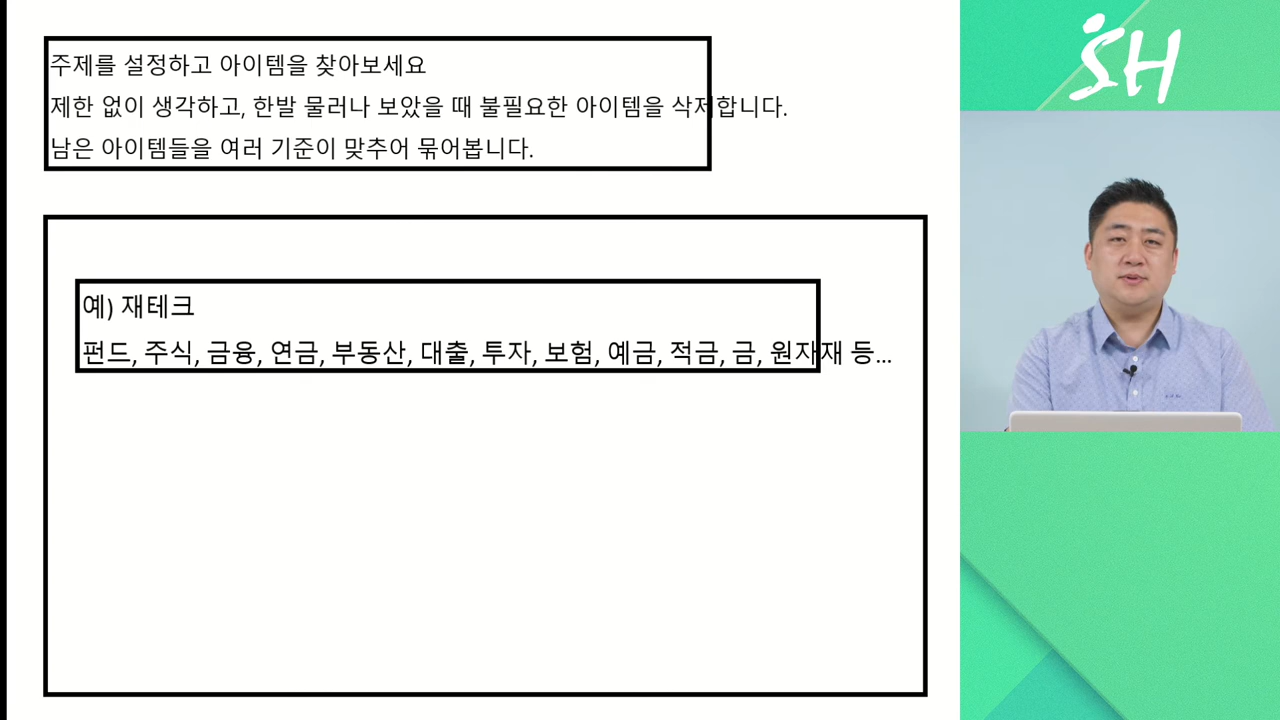 주제를 설정하고 아이템을 찾아보세요
제한 없이 생각하고, 한발 물러나 보았을 때 불필요한 아이템을 삭제합니다.
남은 아이템들을 여러 기준이 맞추어 묶어봅니다.
예) 재테크
펀드, 주식, 금융, 연금, 부동산, 대출, 투자, 보험, 예금, 적금, 금, 원자재 등...
SH